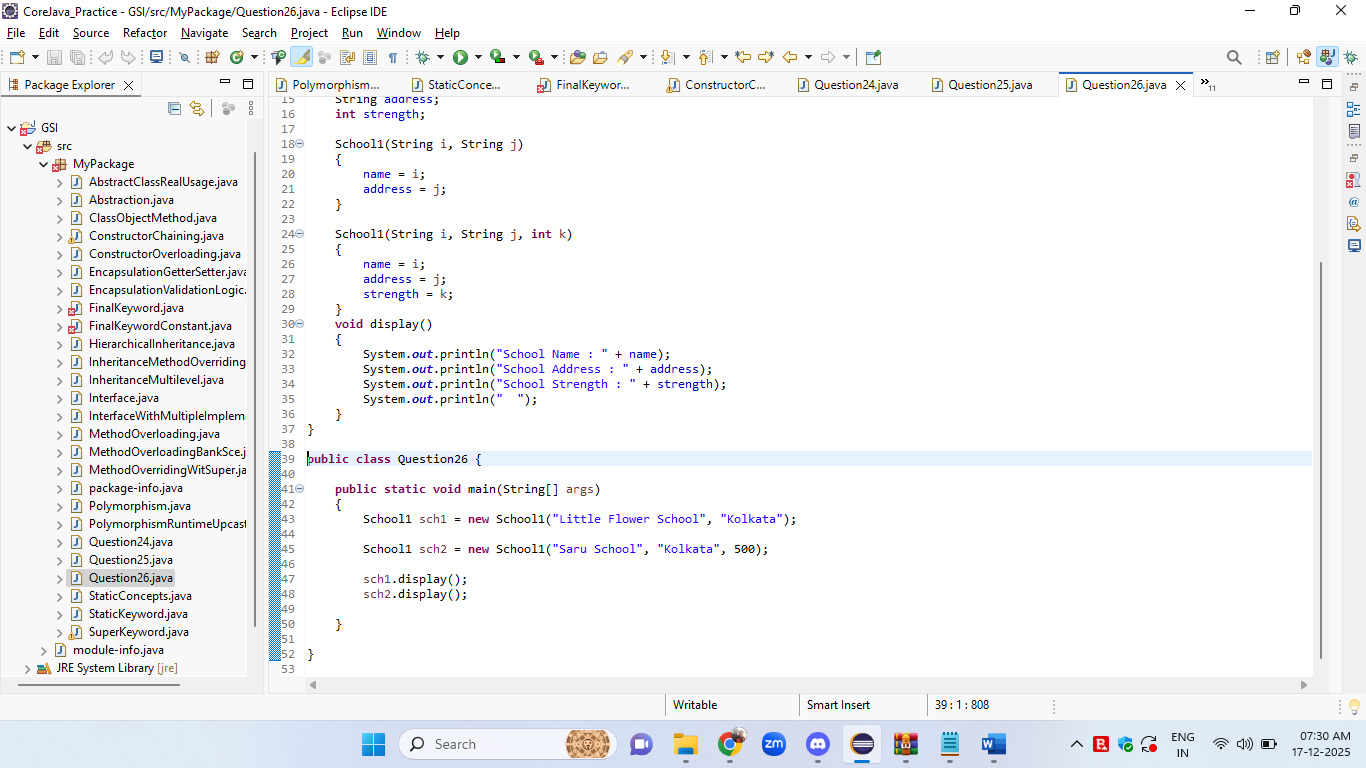 CoreJava_Practice - GSI/src/MyPackage/Question26.java - Eclipse IDE
File Edit Source Refactor Navigate Search Project Run Window Help
Package Explorer
GSI
src
MyPackage
AbstractClassRealUsage.java
Abstraction.java
ClassObjectMethod.java
ConstructorChaining.java
ConstructorOverloading.java
EncapsulationGetterSetter.java
EncapsulationValidationLogic.
FinalKeyword.java
FinalKeywordConstant.java
HierarchicalInheritance.java
InheritanceMethodOverriding
InheritanceMultilevel.java
Interface.java
InterfaceWithMultipleImplem
MethodOverloading.java
MethodOverloadingBankSce.j
MethodOverridingWitSuper.ja
package-info.java
Polymorphism.java
PolymorphismRuntimeUpcast
Question24.java
Question25.java
Question26.java
StaticConcepts.java
StaticKeyword.java
SuperKeyword.java
module-info.java
JRE System Library [jre]
Polymorphism... StaticConce... FinalKeywor... ConstructorC... Question24.java Question25.java Question26.java »11
15 String address;
16 int strength;
17
18 School1(String i, String j)
19 {
20 name = i;
21 address = j;
22 }
23
24 School1(String i, String j, int k)
25 {
26 name = i;
27 address = j;
28 strength = k;
29 }
30 void display()
31 {
32 System.out.println("School Name : " + name);
33 System.out.println("School Address : " + address);
34 System.out.println("School Strength : " + strength);
35 System.out.println("  ");
36 }
37 }
38
39 public class Question26 {
40
41 public static void main(String[] args)
42 {
43 School1 sch1 = new School1("Little Flower School", "Kolkata");
44
45 School1 sch2 = new School1("Saru School", "Kolkata", 500);
46
47 sch1.display();
48 sch2.display();
49
50 }
51
52 }
53
Writable Smart Insert 39 : 1 : 808
Search
zm
ENG
IN
07:30 AM
17-12-2025